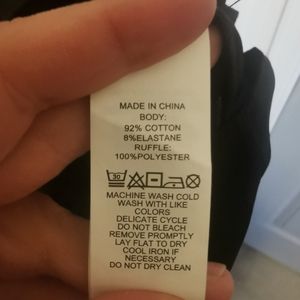 MADE IN CHINA
BODY:
92% COTTON
8%ELASTANE
RUFFLE:
100%POLYESTER
30
MACHINE WASH COLD
WASH WITH LIKE
COLORS
DELICATE CYCLE
DO NOT BLEACH
REMOVE PROMPTLY
LAY FLAT TO DRY
COOL IRON IF
NECESSARY
DO NOT DRY CLEAN